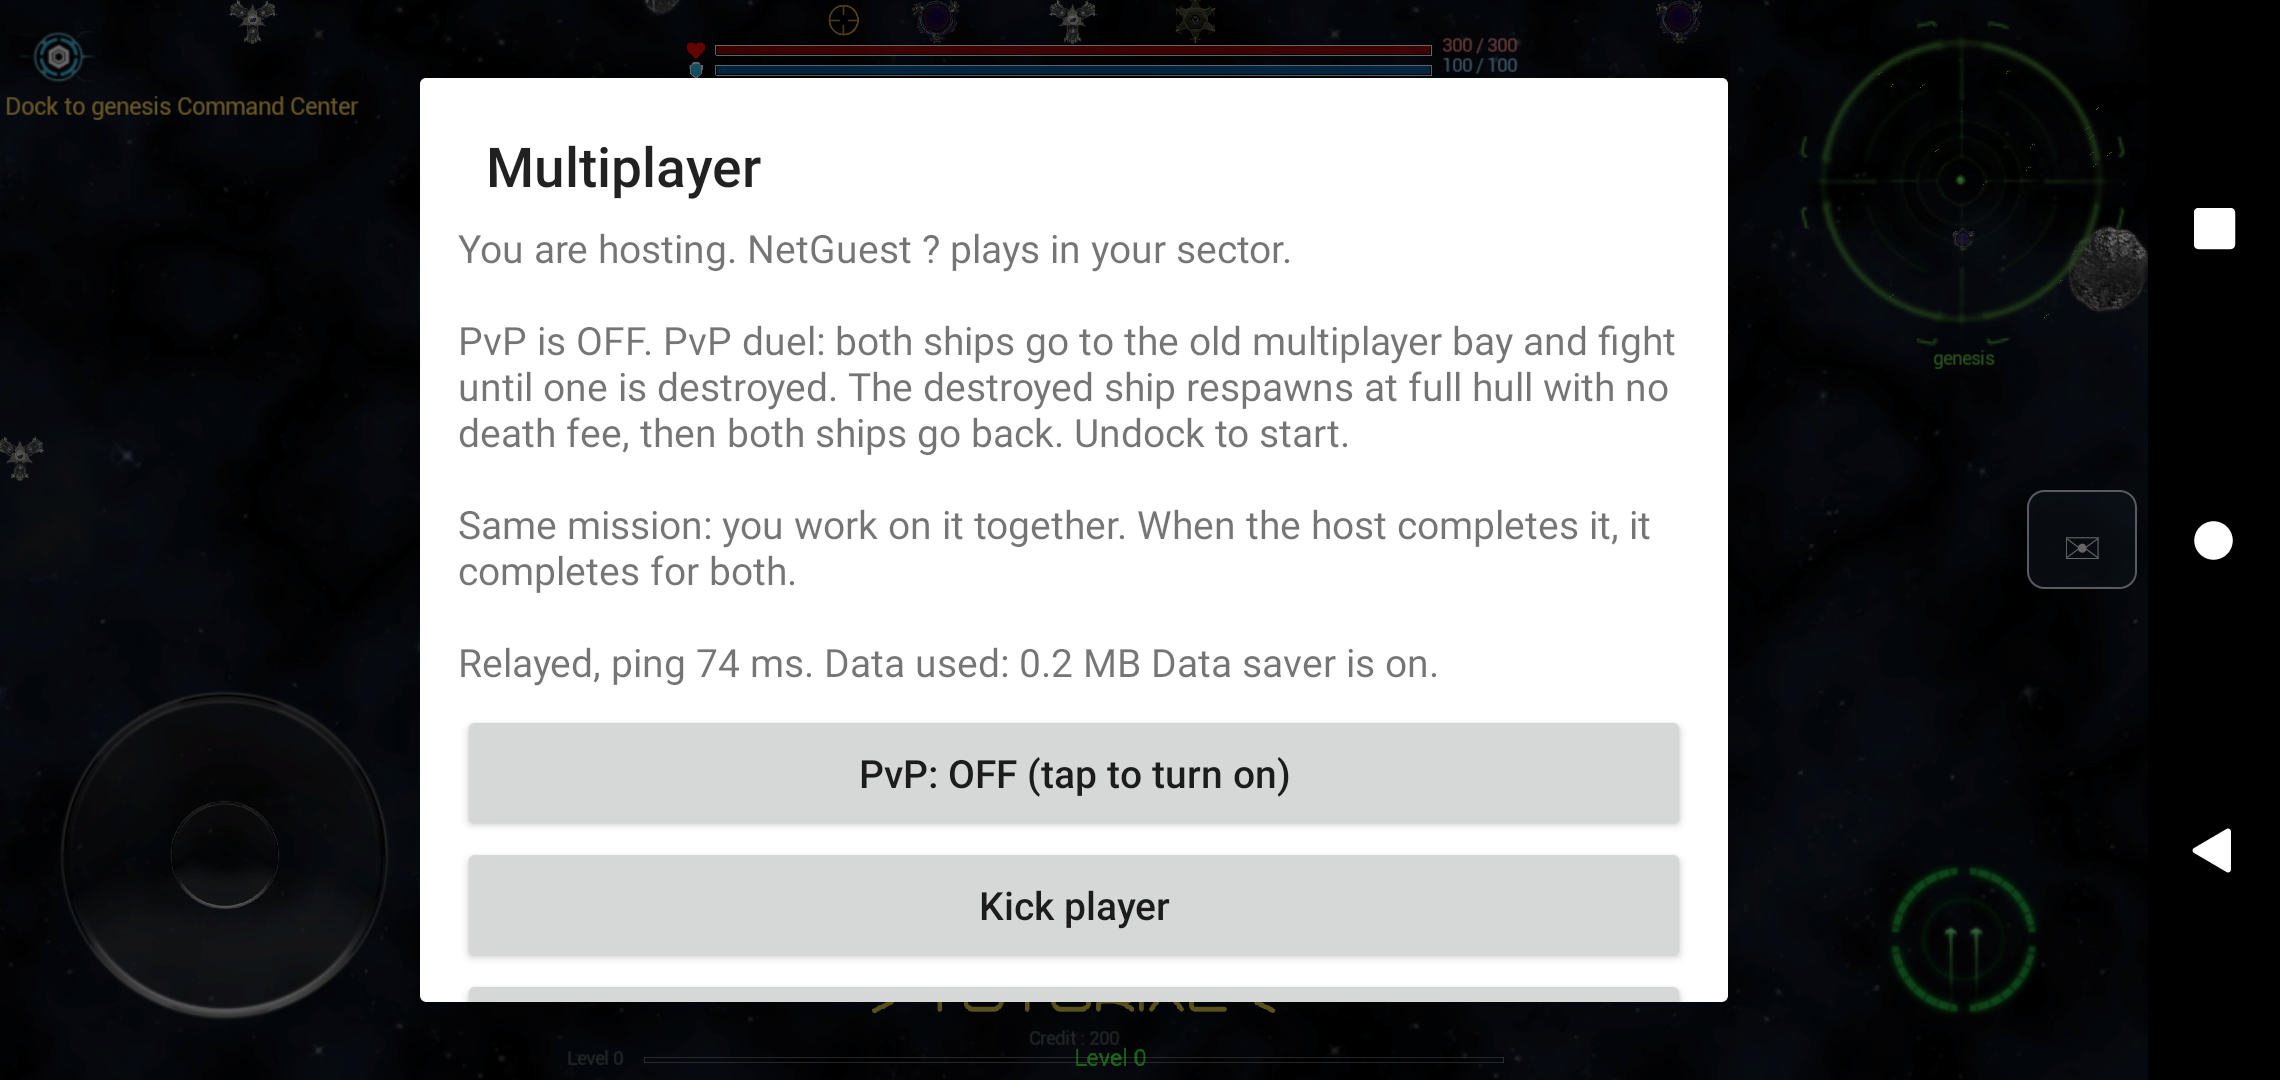 300 / 300
100 / 100
Dock to genesis Command Center
Multiplayer
You are hosting. NetGuest ? plays in your sector.
PvP is OFF. PvP duel: both ships go to the old multiplayer bay and fight
until one is destroyed. The destroyed ship respawns at full hull with no
death fee, then both ships go back. Undock to start.
Same mission: you work on it together. When the host completes it, it
completes for both.
Relayed, ping 74 ms. Data used: 0.2 MB Data saver is on.
PvP: OFF (tap to turn on)
Kick player
genesis
Credit : 200
Level 0
Level 0